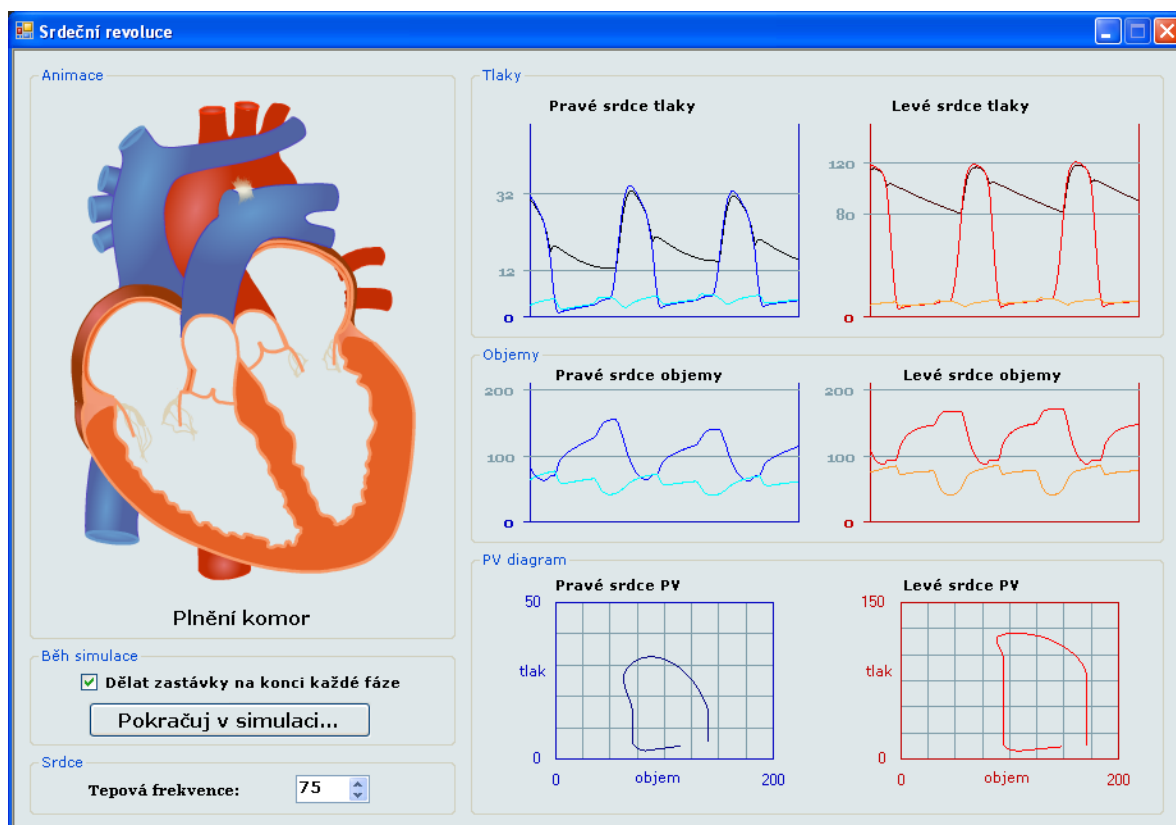 Srdeční revoluce
Animace
Plnění komor
Běh simulace
Dělat zastávky na konci každé fáze
Pokračuj v simulaci...
Srdce
Tepová frekvence: 75
Tlaky
Pravé srdce tlaky
32
12
0
Levé srdce tlaky
120
80
0
Objemy
Pravé srdce objemy
200
100
0
Levé srdce objemy
200
100
0
PV diagram
Pravé srdce PV
50
tlak
0
0 objem 200
Levé srdce PV
150
tlak
0
0 objem 200